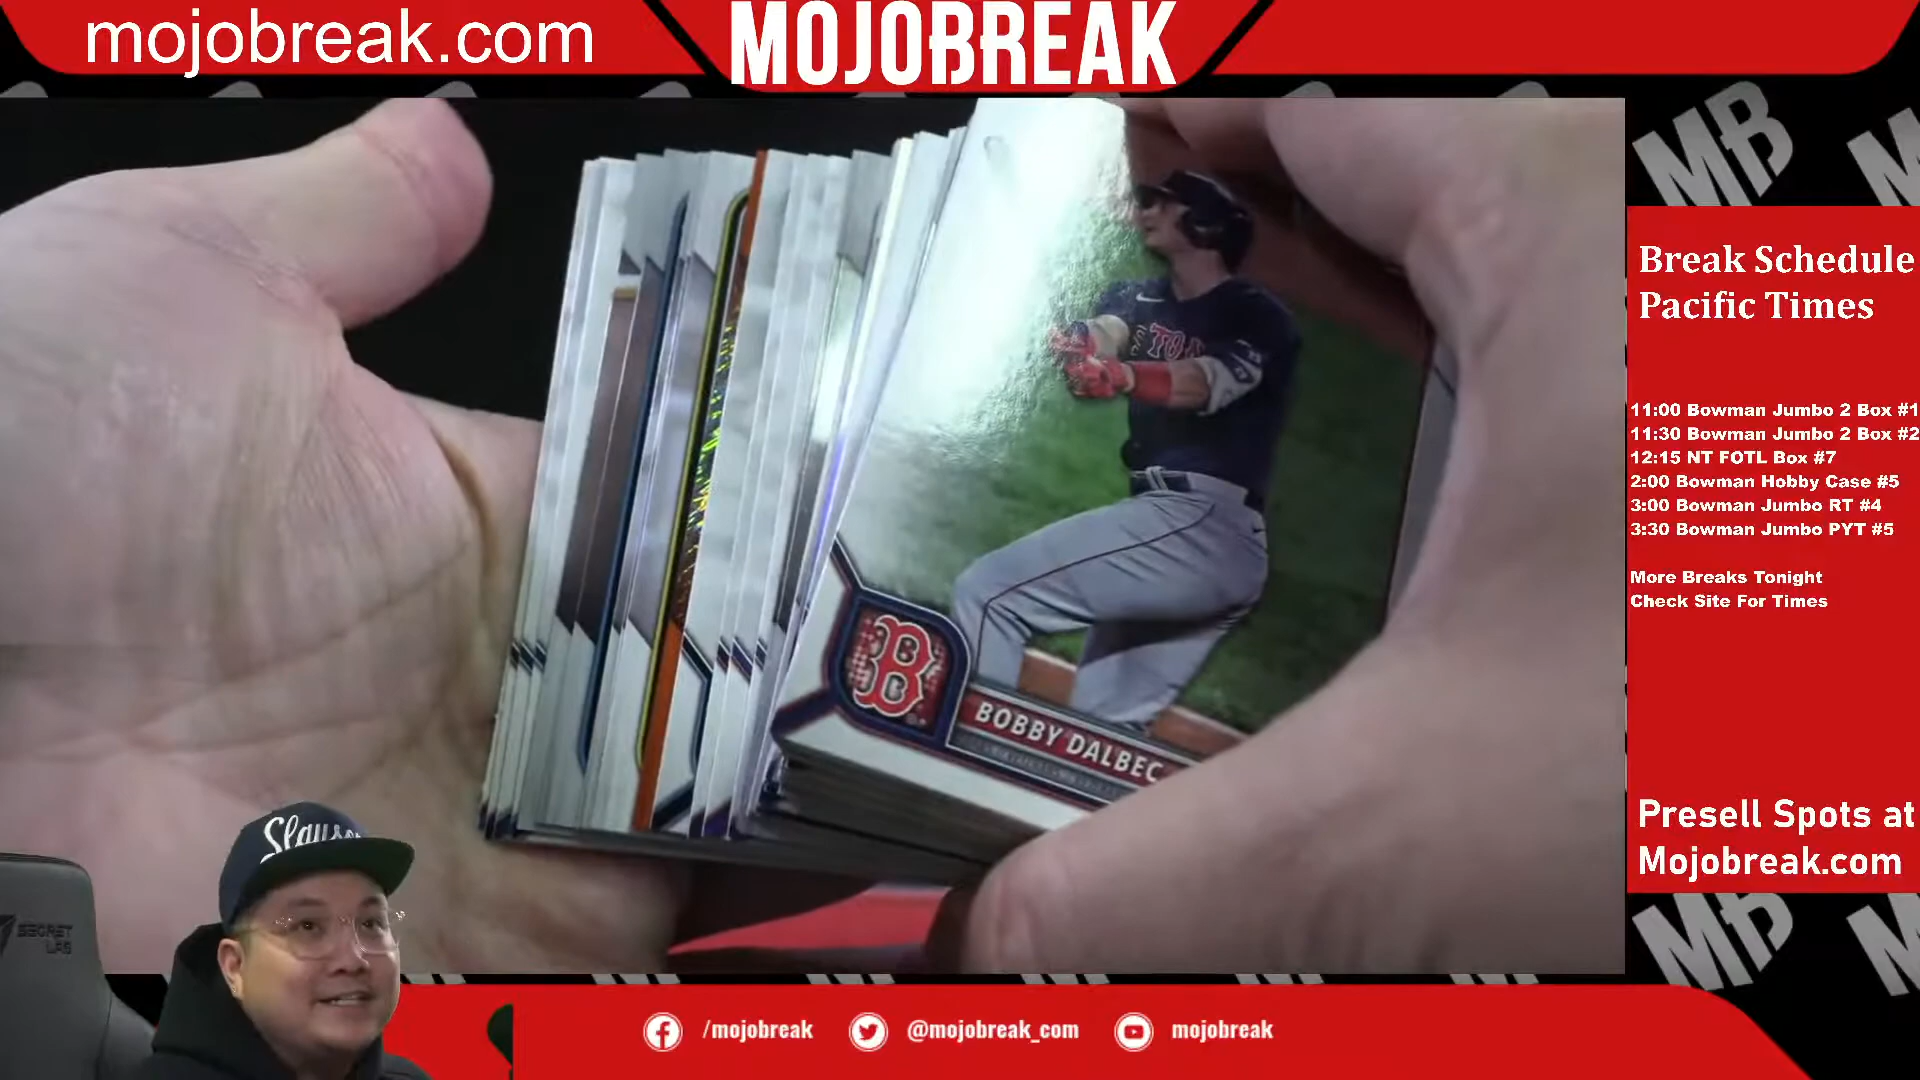 mojobreak.com
MOJOBREAK
MB
Break Schedule
Pacific Times
11:00 Bowman Jumbo 2 Box #1
11:30 Bowman Jumbo 2 Box #2
12:15 NT FOTL Box #7
2:00 Bowman Hobby Case #5
3:00 Bowman Jumbo RT #4
3:30 Bowman Jumbo PYT #5
More Breaks Tonight
Check Site For Times
B
BOBBY DALBEC
Presell Spots at
Mojobreak.com
MB
SECRET
LAB
/mojobreak
@mojobreak_com
mojobreak